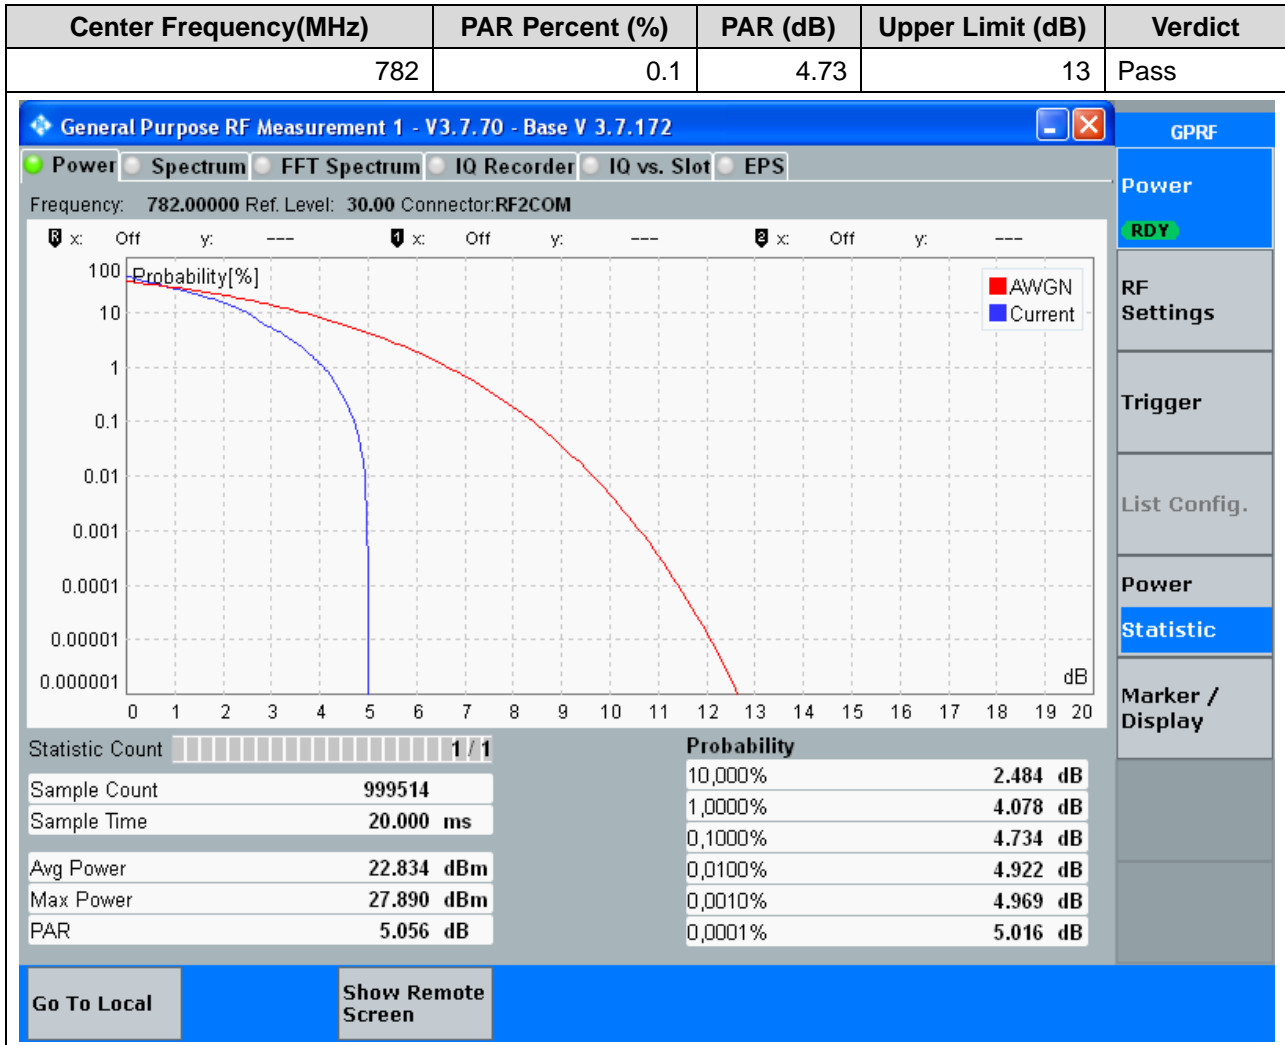 Center Frequency(MHz) PAR Percent (%) PAR (dB) Upper Limit (dB) Verdict
782 0.1 4.73 13 Pass
General Purpose RF Measurement 1 - V3.7.70 - Base V 3.7.172
GPRF
Power Spectrum FFT Spectrum IQ Recorder IQ vs. Slot EPS
Power
RDY
Frequency: 782.00000 Ref. Level: 30.00 Connector:RF2COM
R x: Off y: --- 1 x: Off y: --- 2 x: Off y: ---
Probability[%]
AWGN
Current
100
10
1
0.1
0.01
0.001
0.0001
0.00001
0.000001
dB
0 1 2 3 4 5 6 7 8 9 10 11 12 13 14 15 16 17 18 19 20
RF
Settings
Trigger
List Config.
Power
Statistic
Marker /
Display
Statistic Count 1 / 1
Sample Count 999514
Sample Time 20.000 ms
Avg Power 22.834 dBm
Max Power 27.890 dBm
PAR 5.056 dB
Probability
10,000% 2.484 dB
1,0000% 4.078 dB
0,1000% 4.734 dB
0,0100% 4.922 dB
0,0010% 4.969 dB
0,0001% 5.016 dB
Go To Local
Show Remote
Screen